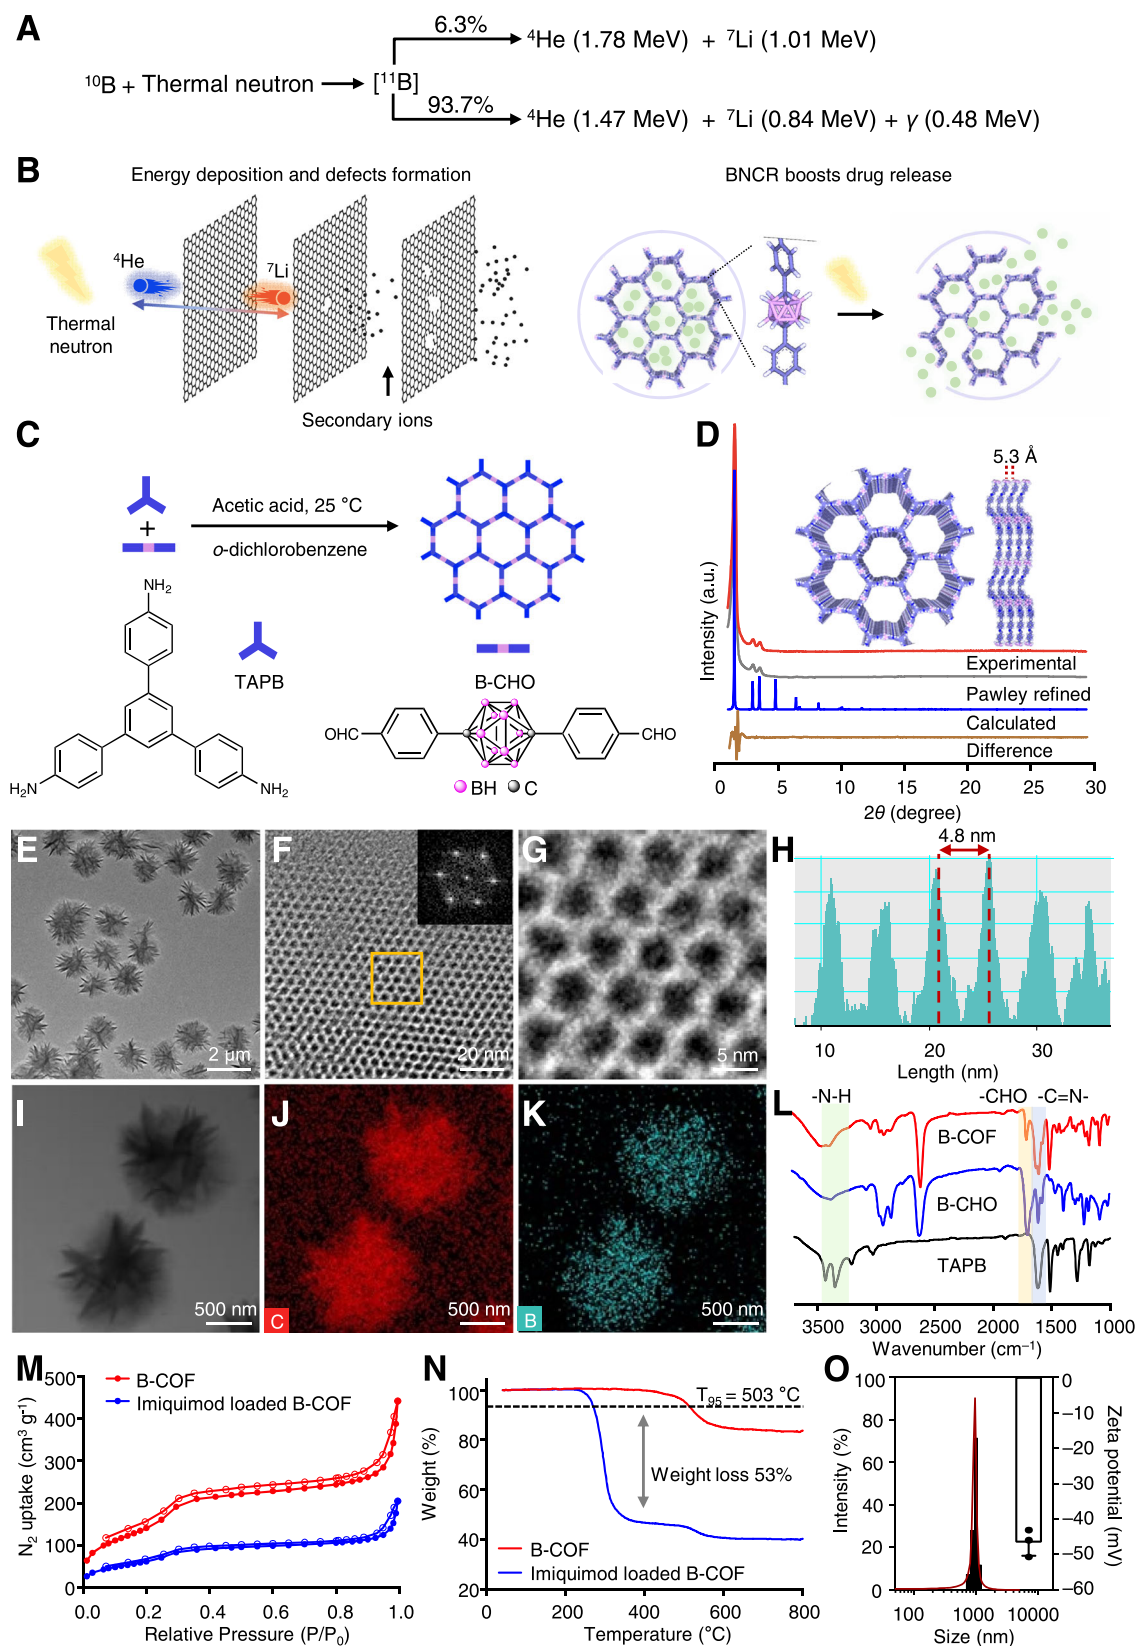 A
¹⁰B + Thermal neutron
[¹¹B]
6.3%
⁴He (1.78 MeV) + ⁷Li (1.01 MeV)
93.7%
⁴He (1.47 MeV) + ⁷Li (0.84 MeV) + γ (0.48 MeV)
B
Energy deposition and defects formation
BNCR boosts drug release
⁴He
⁷Li
Thermal
neutron
Secondary ions
C
Acetic acid, 25 °C
+
o-dichlorobenzene
NH₂
TAPB
H₂N
NH₂
B-CHO
OHC
CHO
BH
C
D
5.3 Å
Intensity (a.u.)
Experimental
Pawley refined
Calculated
Difference
0 5 10 15 20 25 30
2θ (degree)
E
2 μm
F
20 nm
G
5 nm
H
4.8 nm
10 20 30
Length (nm)
I
500 nm
J
C
500 nm
K
B
500 nm
L
-N-H
-CHO
-C=N-
B-COF
B-CHO
TAPB
3500 3000 2500 2000 1500 1000
Wavenumber (cm⁻¹)
M
B-COF
Imiquimod loaded B-COF
N₂ uptake (cm³ g⁻¹)
500
400
300
200
100
0
0.0 0.2 0.4 0.6 0.8 1.0
Relative Pressure (P/P₀)
N
T₉₅ = 503 °C
Weight loss 53%
B-COF
Imiquimod loaded B-COF
Weight (%)
100
80
60
40
20
0 200 400 600 800
Temperature (°C)
O
Intensity (%)
100
80
60
40
20
0
0
−10
−20
−30
−40
−50
−60
Zeta potential (mV)
100 1000 10000
Size (nm)